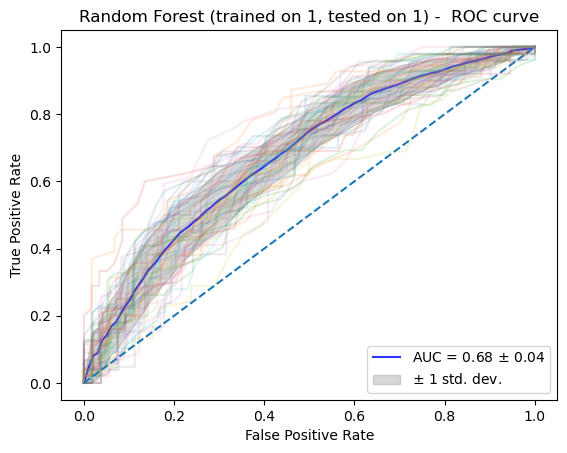 Random Forest (trained on 1, tested on 1) -  ROC curve
True Positive Rate
1.0
0.8
0.6
0.4
0.2
0.0
AUC = 0.68 ± 0.04
± 1 std. dev.
0.0 0.2 0.4 0.6 0.8 1.0
False Positive Rate